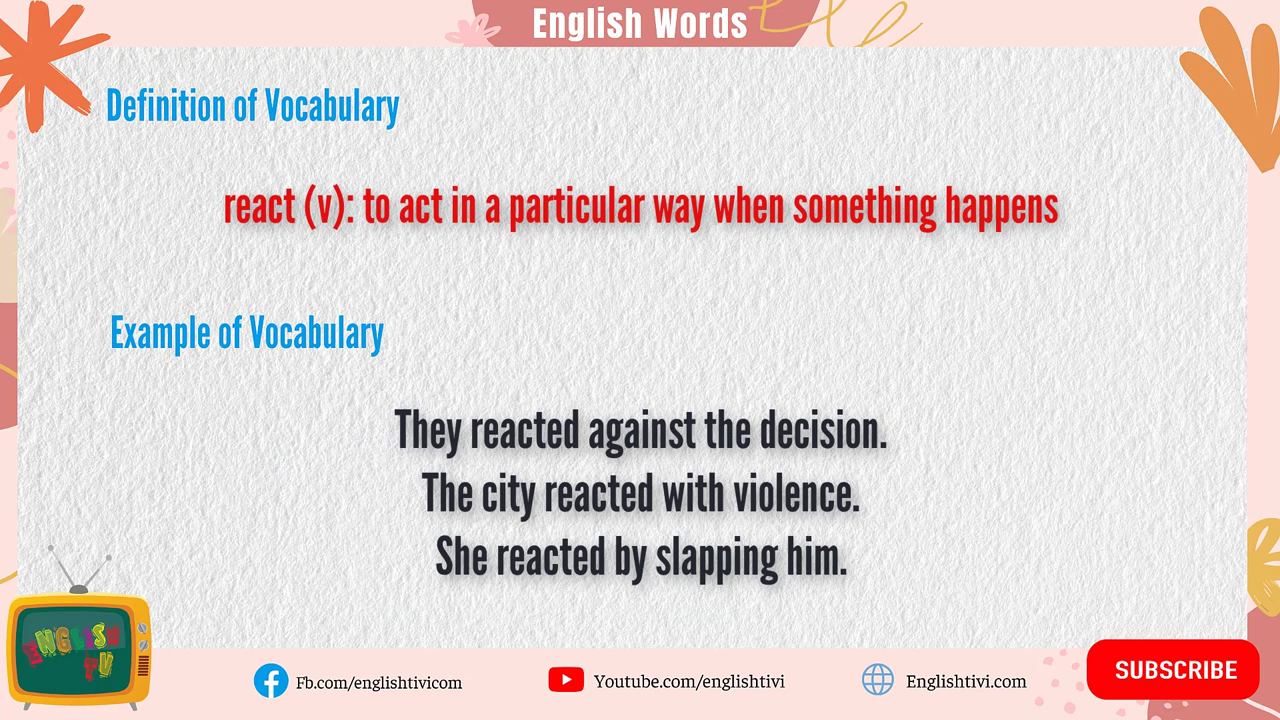 English Words
Definition of Vocabulary
react (v): to act in a particular way when something happens
Example of Vocabulary
They reacted against the decision.
The city reacted with violence.
She reacted by slapping him.
ENGLISH
TV
Fb.com/englishtivicom
Youtube.com/englishtivi
Englishtivi.com
SUBSCRIBE